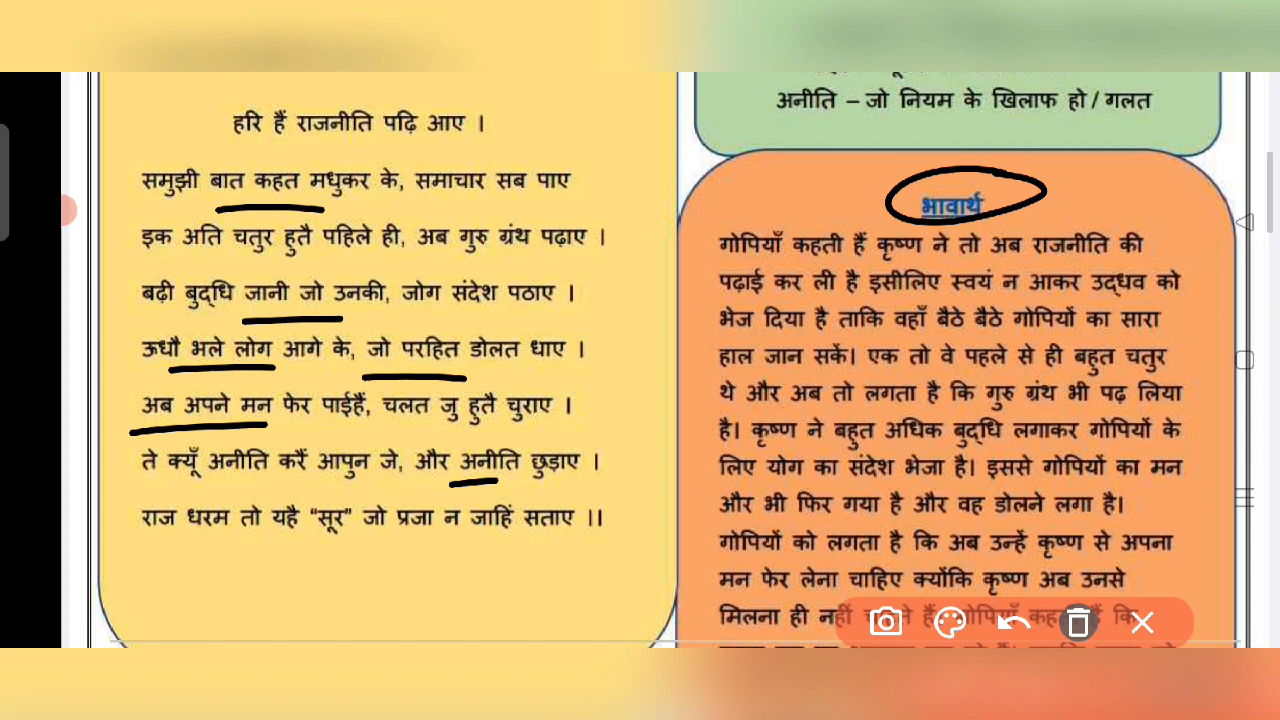 हरि हैं राजनीति पढ़ि आए ।
समुझी बात कहत मधुकर के, समाचार सब पाए
इक अति चतुर हुतै पहिले ही, अब गुरु ग्रंथ पढ़ाए ।
बढ़ी बुद्धि जानी जो उनकी, जोग संदेश पठाए ।
ऊधौ भले लोग आगे के, जो परहित डोलत धाए ।
अब अपने मन फेर पाईहैं, चलत जु हुतै चुराए ।
ते क्यूँ अनीति करैं आपुन जे, और अनीति छुड़ाए ।
राज धरम तो यहै “सूर” जो प्रजा न जाहिं सताए ।।
अनीति – जो नियम के खिलाफ हो / गलत
भावार्थ
गोपियाँ कहती हैं कृष्ण ने तो अब राजनीति की
पढ़ाई कर ली है इसीलिए स्वयं न आकर उद्धव को
भेज दिया है ताकि वहाँ बैठे बैठे गोपियों का सारा
हाल जान सकें। एक तो वे पहले से ही बहुत चतुर
थे और अब तो लगता है कि गुरु ग्रंथ भी पढ़ लिया
है। कृष्ण ने बहुत अधिक बुद्धि लगाकर गोपियों के
लिए योग का संदेश भेजा है। इससे गोपियों का मन
और भी फिर गया है और वह डोलने लगा है।
गोपियों को लगता है कि अब उन्हें कृष्ण से अपना
मन फेर लेना चाहिए क्योंकि कृष्ण अब उनसे
मिलना ही नहीं चाहते हैं। गोपियाँ कहती हैं कि